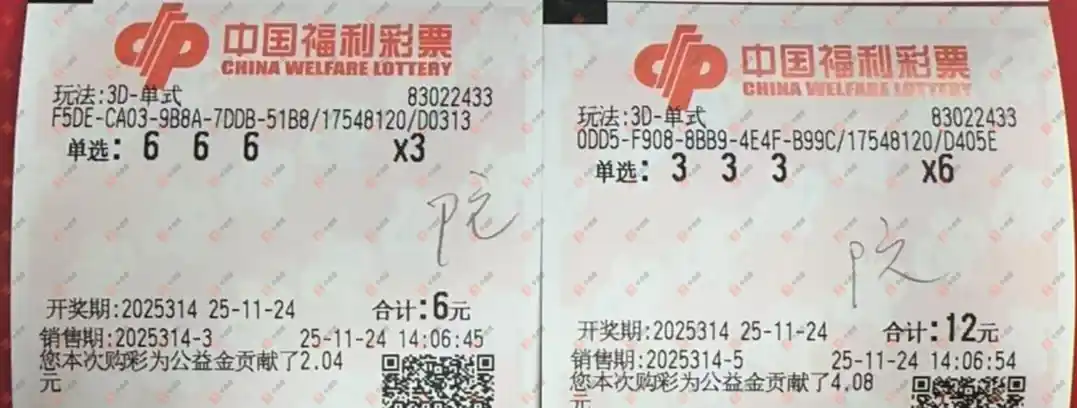 中国福利彩票
CHINA WELFARE LOTTERY
玩法:3D-单式 83022433
F5DE-CA03-9B8A-7DDB-51B8/17548120/D0313
单选: 6 6 6 x3
院
开奖期:2025314 25-11-24 合计:6元
销售期:2025314-3 25-11-24 14:06:45
您本次购彩为公益金贡献了2.04
元
中国福利彩票
CHINA WELFARE LOTTERY
玩法:3D-单式 83022433
0DD5-F908-8BB9-4E4F-B99C/17548120/D405E
单选: 3 3 3 x6
院
开奖期:2025314 25-11-24 合计:12元
销售期:2025314-5 25-11-24 14:06:54
您本次购彩为公益金贡献了4.08
元